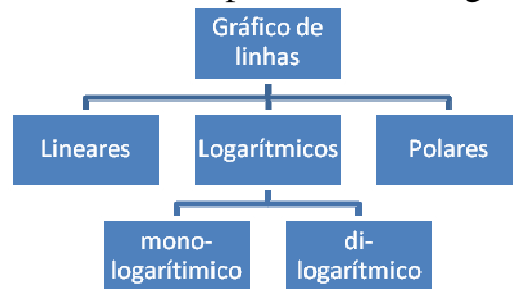 Gráfico de
linhas
Lineares
Logarítmicos
Polares
mono-
logarítimico
di-
logarítmico